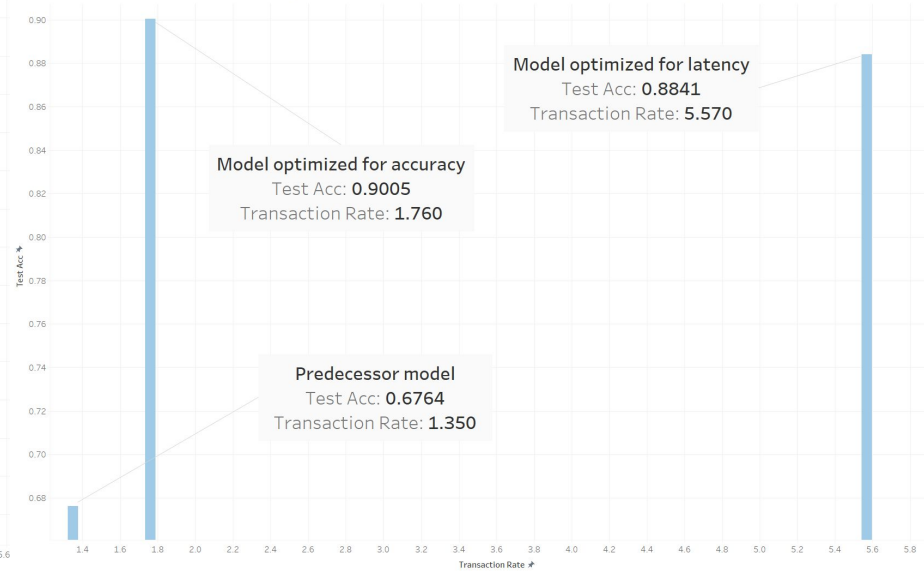 0.90
0.88
0.86
0.84
0.82
0.80
0.78
0.76
0.74
0.72
0.70
0.68
Test Acc
Model optimized for latency
Test Acc: 0.8841
Transaction Rate: 5.570
Model optimized for accuracy
Test Acc: 0.9005
Transaction Rate: 1.760
Predecessor model
Test Acc: 0.6764
Transaction Rate: 1.350
5.6 1.4 1.6 1.8 2.0 2.2 2.4 2.6 2.8 3.0 3.2 3.4 3.6 3.8 4.0 4.2 4.4 4.6 4.8 5.0 5.2 5.4 5.6 5.8
Transaction Rate